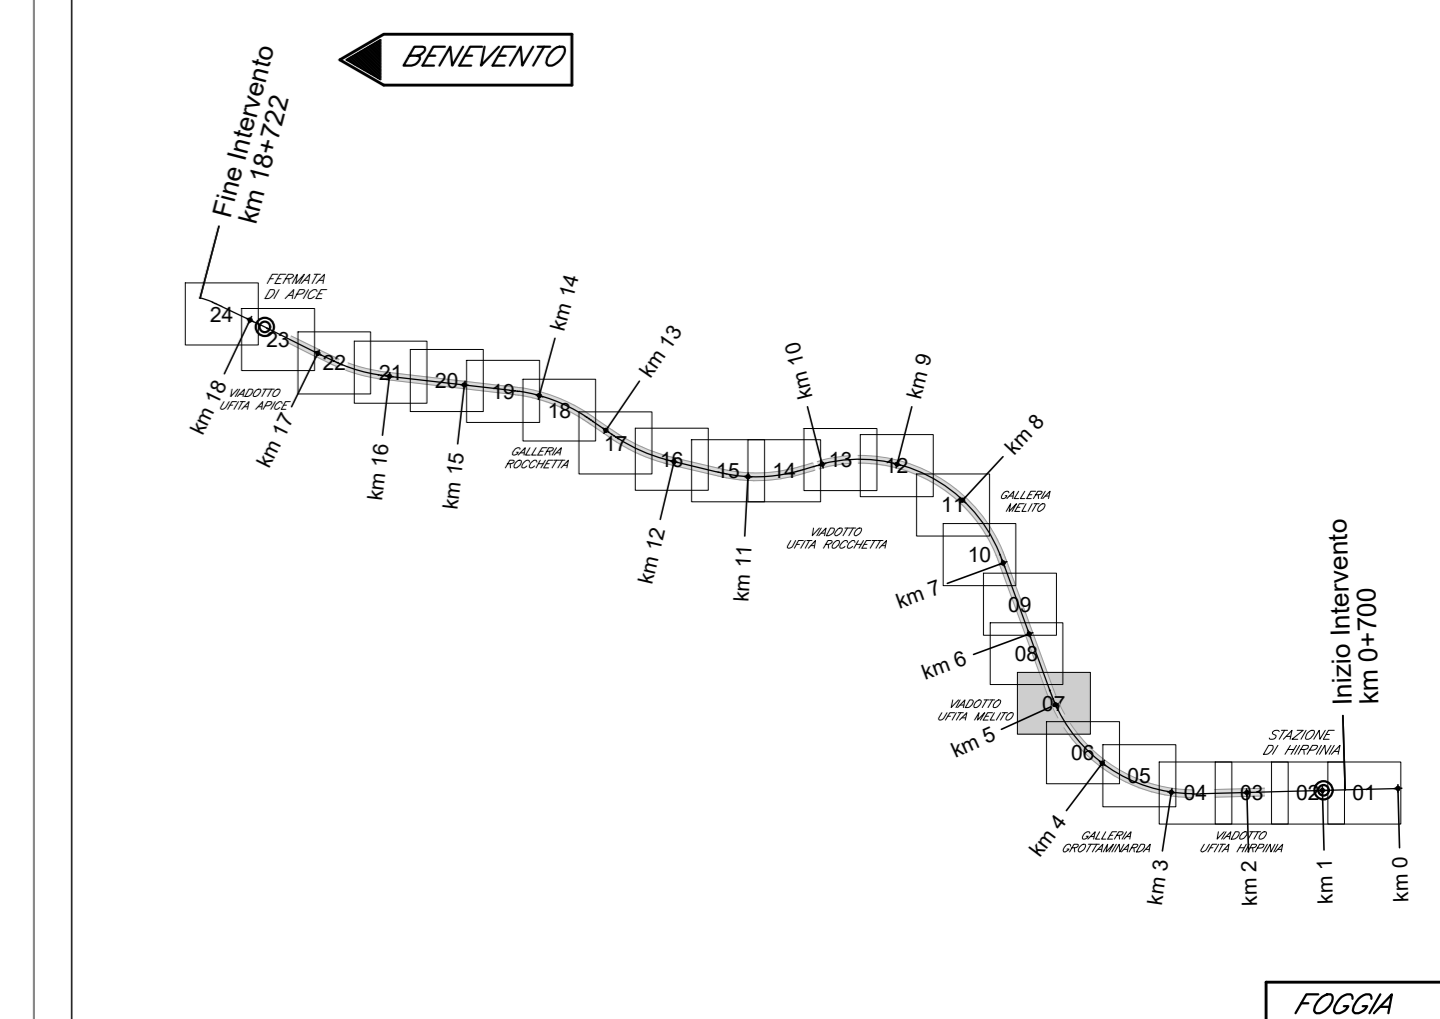 BENEVENTO
Fine Intervento
km 18+722
FERMATA
DI APICE
24
23
22
21
20
19
18
17
16
15
14
13
12
11
10
09
08
07
06
05
04
03
02
01
km 18
VIADOTTO
UFITA APICE
km 17
km 16
km 15
km 14
GALLERIA
ROCCHETTA
km 13
km 12
km 11
km 10
VIADOTTO
UFITA ROCCHETTA
km 9
km 8
GALLERIA
MELITO
km 7
km 6
VIADOTTO
UFITA MELITO
km 5
km 4
GALLERIA
GROTTAMINARDA
km 3
VIADOTTO
UFITA HIRPINIA
km 2
STAZIONE
DI HIRPINIA
km 1
km 0
Inizio Intervento
km 0+700
FOGGIA